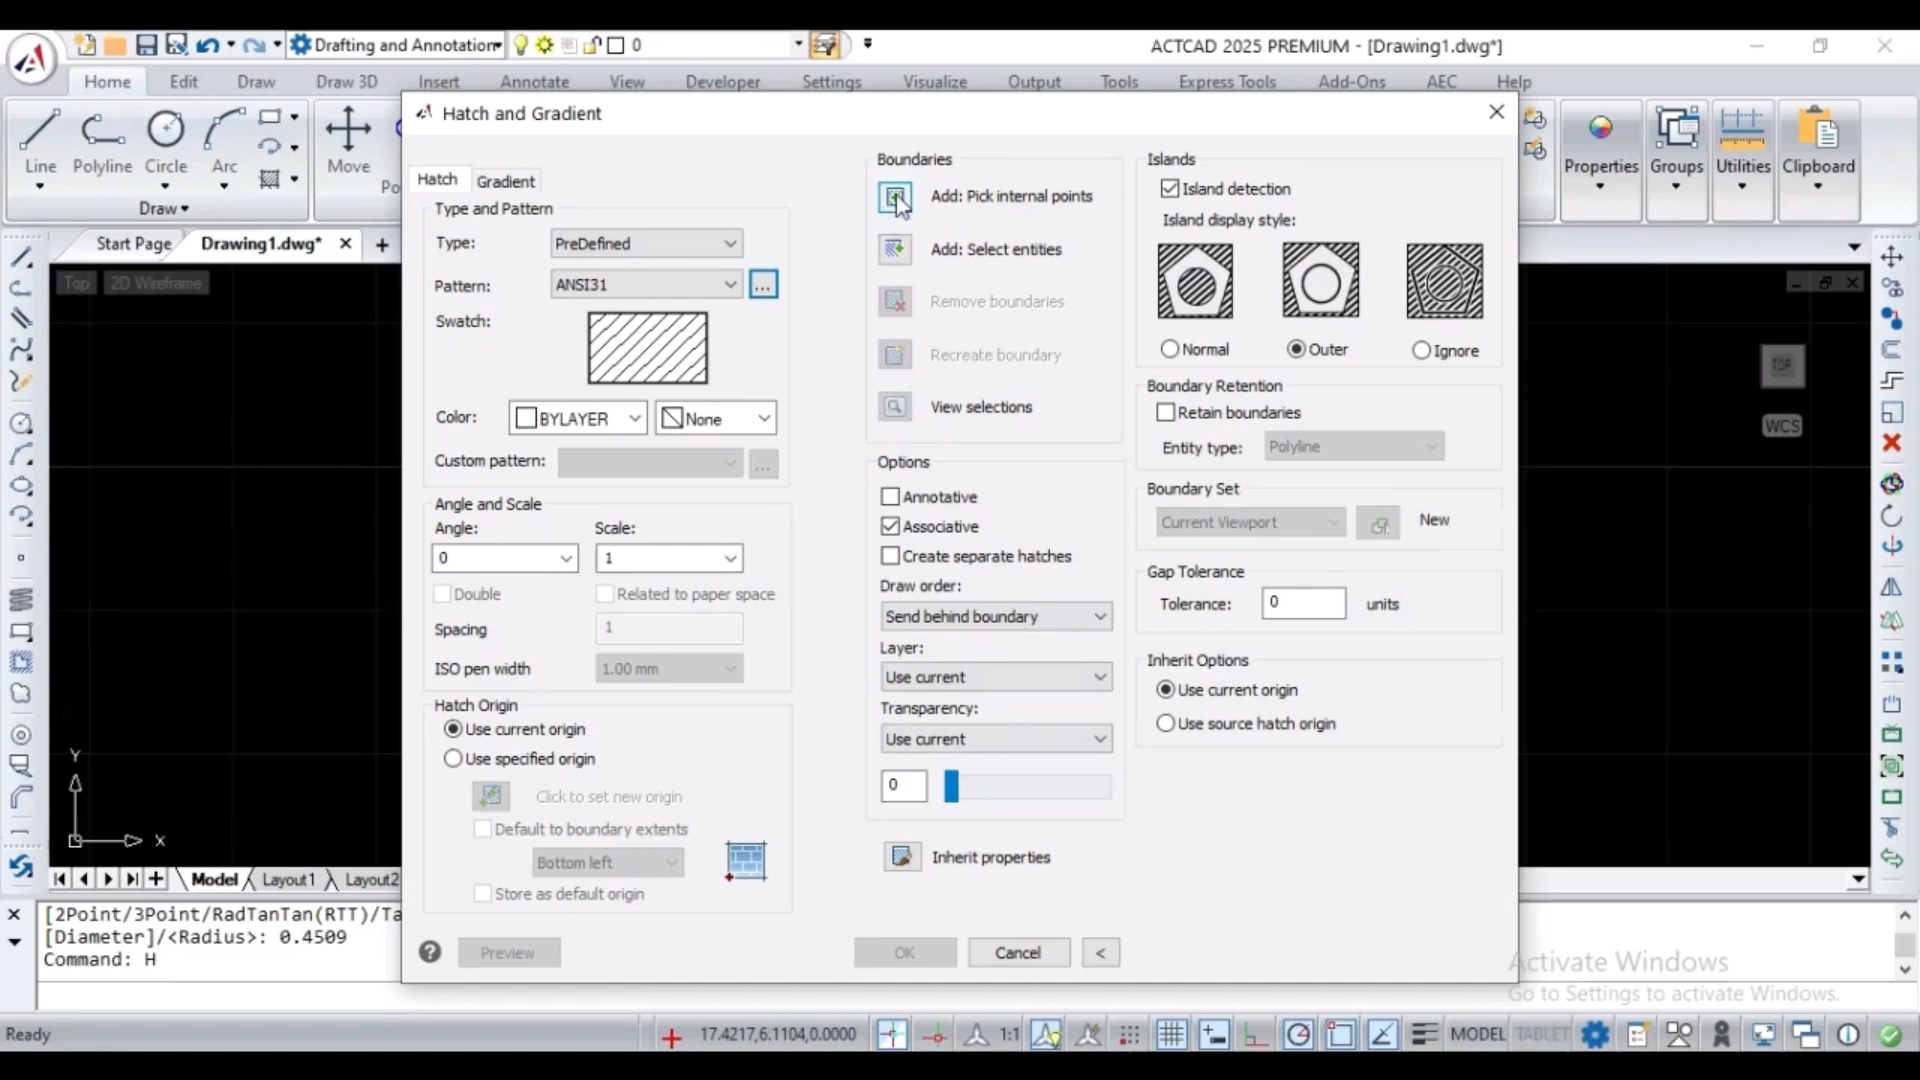 Drafting and Annotation
0
ACTCAD 2025 PREMIUM - [Drawing1.dwg*]
Home
Edit
Draw
Draw 3D
Insert
Annotate
View
Developer
Settings
Visualize
Output
Tools
Express Tools
Add-Ons
AEC
Help
Line
Polyline
Circle
Arc
Move
Draw
Properties
Groups
Utilities
Clipboard
Start Page
Drawing1.dwg*
Top
2D Wireframe
TOP
WCS
Hatch and Gradient
Hatch
Gradient
Type and Pattern
Type:
PreDefined
Pattern:
ANSI31
...
Swatch:
Color:
BYLAYER
None
Custom pattern:
...
Angle and Scale
Angle:
Scale:
0
1
Double
Related to paper space
Spacing
1
ISO pen width
1.00 mm
Hatch Origin
Use current origin
Use specified origin
Click to set new origin
Default to boundary extents
Bottom left
Store as default origin
Preview
Boundaries
Add: Pick internal points
Add: Select entities
Remove boundaries
Recreate boundary
View selections
Options
Annotative
Associative
Create separate hatches
Draw order:
Send behind boundary
Layer:
Use current
Transparency:
Use current
0
Inherit properties
OK
Cancel
<
Islands
Island detection
Island display style:
Normal
Outer
Ignore
Boundary Retention
Retain boundaries
Entity type:
Polyline
Boundary Set
Current Viewport
New
Gap Tolerance
Tolerance:
0
units
Inherit Options
Use current origin
Use source hatch origin
Y
X
Model
Layout1
Layout2
[2Point/3Point/RadTanTan(RTT)/Ta
[Diameter]/<Radius>: 0.4509
Command: H
Activate Windows
Go to Settings to activate Windows.
Ready
17.4217,6.1104,0.0000
1:1
MODEL
TABLET